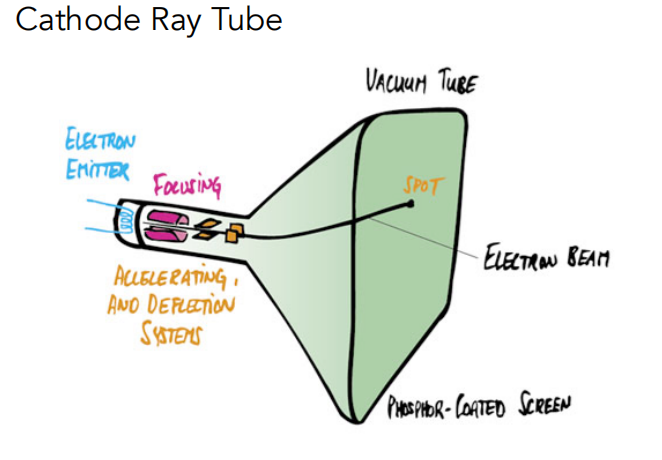 Cathode Ray Tube
VACUUM TUBE
ELECTRON
EMITTER
FOCUSING
SPOT
ELECTRON BEAM
ACCELERATING,
AND DEFLECTION
SYSTEMS
PHOSPHOR-COATED SCREEN